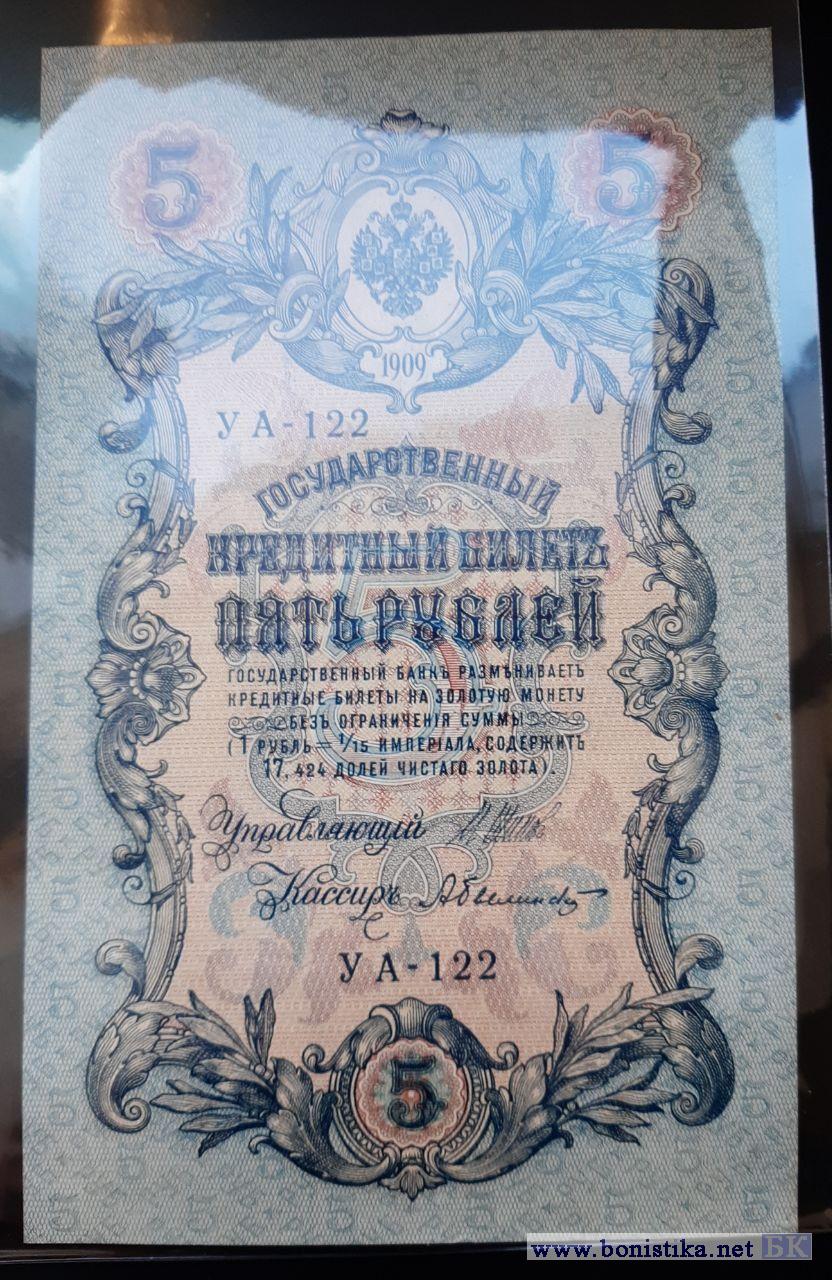 5 5
1909
УА-122
ГОСУДАРСТВЕННЫЙ
КРЕДИТНЫЙ БИЛЕТЪ
ПЯТЬ РУБЛЕЙ
ГОСУДАРСТВЕННЫЙ БАНКЪ РАЗМѢНИВАЕТЪ
КРЕДИТНЫЕ БИЛЕТЫ НА ЗОЛОТУЮ МОНЕТУ
БЕЗЪ ОГРАНИЧЕНІЯ СУММЫ
(1 РУБЛЬ = 1/15 ИМПЕРІАЛА, СОДЕРЖИТЪ
17,424 ДОЛЕЙ ЧИСТАГО ЗОЛОТА).
Управляющій
Кассиръ
УА-122
5
www.bonistika.net БК